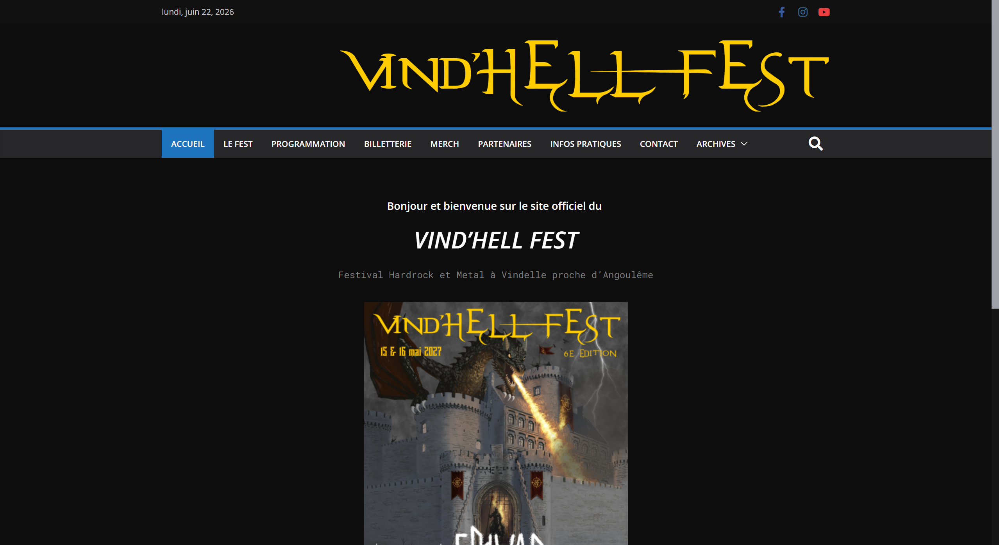 lundi, juin 22, 2026
VIND'HELL FEST
ACCUEIL LE FEST PROGRAMMATION BILLETTERIE MERCH PARTENAIRES INFOS PRATIQUES CONTACT ARCHIVES
Bonjour et bienvenue sur le site officiel du
VIND’HELL FEST
Festival Hardrock et Metal à Vindelle proche d’Angoulême
VIND'HELL FEST
15 & 16 mai 2027
6E EDITION